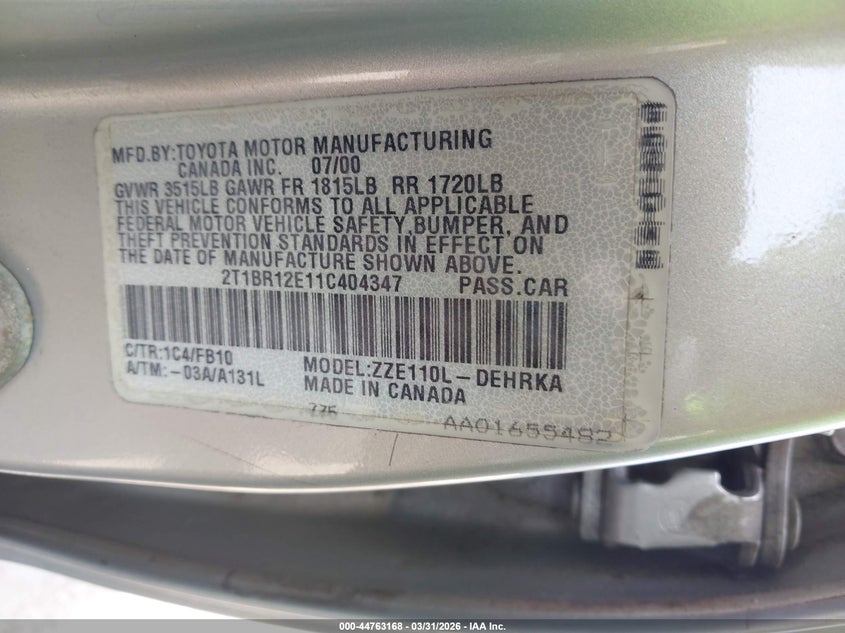 MFD.BY:TOYOTA MOTOR MANUFACTURING
CANADA INC. 07/00
GVWR 3515LB GAWR FR 1815LB RR 1720LB
THIS VEHICLE CONFORMS TO ALL APPLICABLE
FEDERAL MOTOR VEHICLE SAFETY,BUMPER, AND
THEFT PREVENTION STANDARDS IN EFFECT ON
THE DATE OF MANUFACTURE SHOWN ABOVE.
2T1BR12E11C404347 PASS.CAR
C/TR:1C4/FB10 MODEL:ZZE110L-DEHRKA
A/TM:-03A/A131L MADE IN CANADA
AA01655482
000-44763168 - 03/31/2026 - IAA Inc.